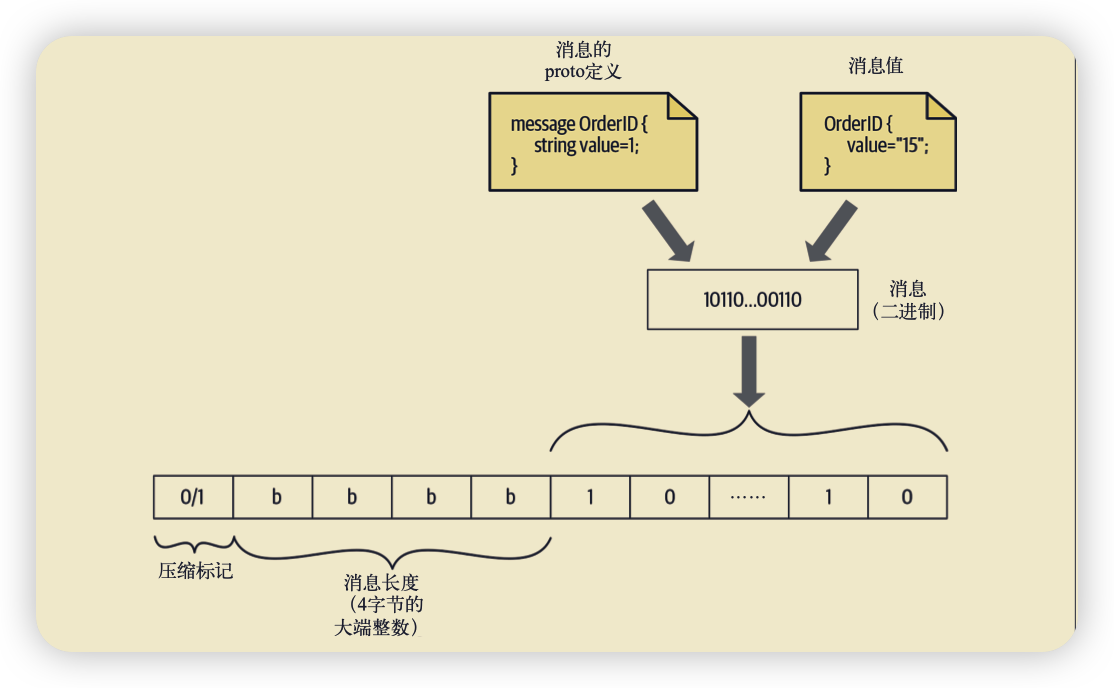 消息的
proto定义
消息值
message OrderID {
string value=1;
}
OrderID {
value="15";
}
10110...00110
消息
（二进制）
0/1 b b b b 1 0 …… 1 0
压缩标记
消息长度
（4字节的
大端整数）